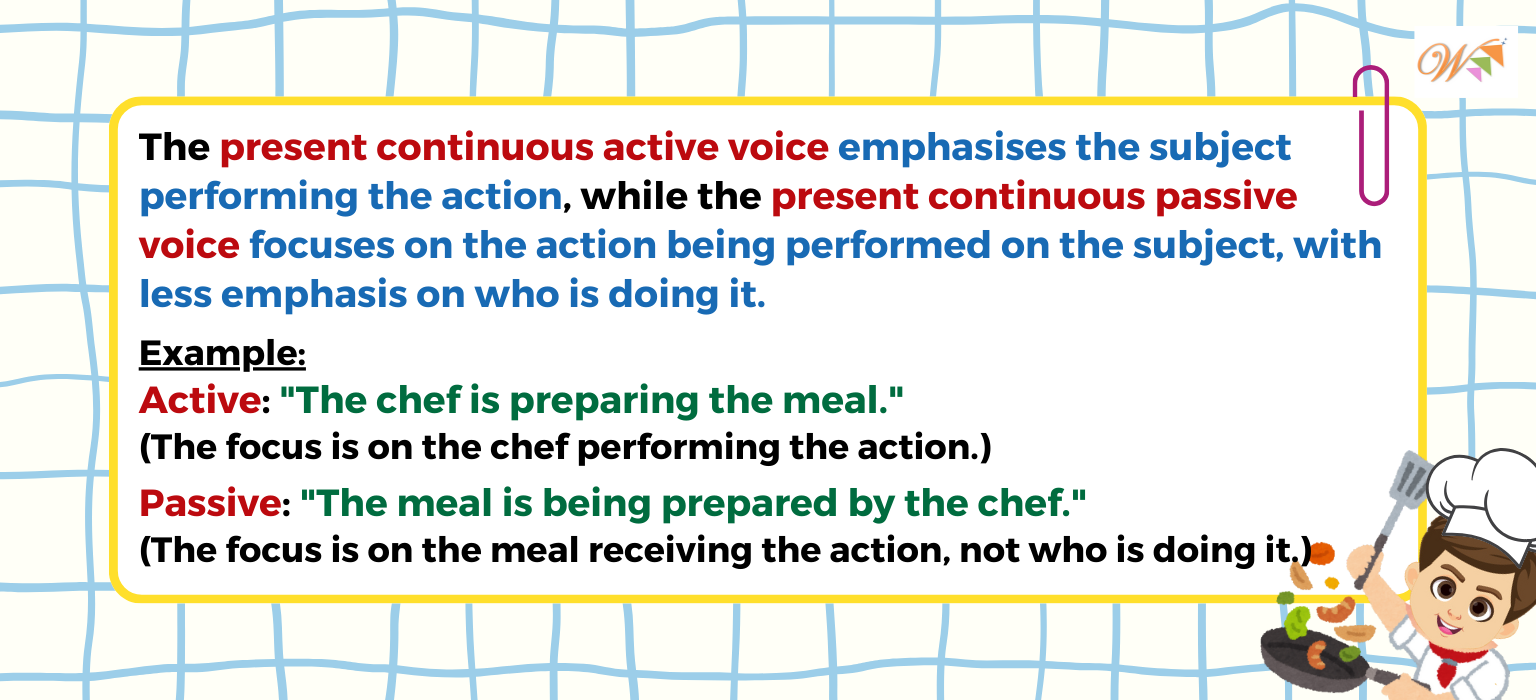 W
The present continuous active voice emphasises the subject
performing the action, while the present continuous passive
voice focuses on the action being performed on the subject, with
less emphasis on who is doing it.
Example:
Active: "The chef is preparing the meal."
(The focus is on the chef performing the action.)
Passive: "The meal is being prepared by the chef."
(The focus is on the meal receiving the action, not who is doing it.)